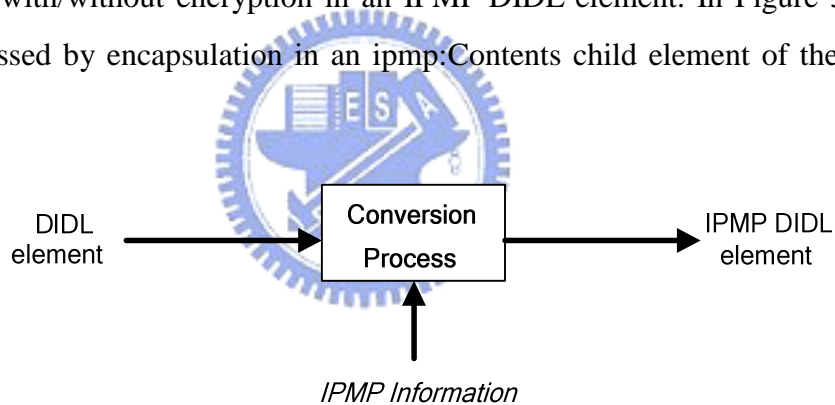 with/without encryption in an IPMP DIDL element. In Figure
ssed by encapsulation in an ipmp:Contents child element of the
ESA
DIDL
element
Conversion
Process
IPMP DIDL
element
IPMP Information